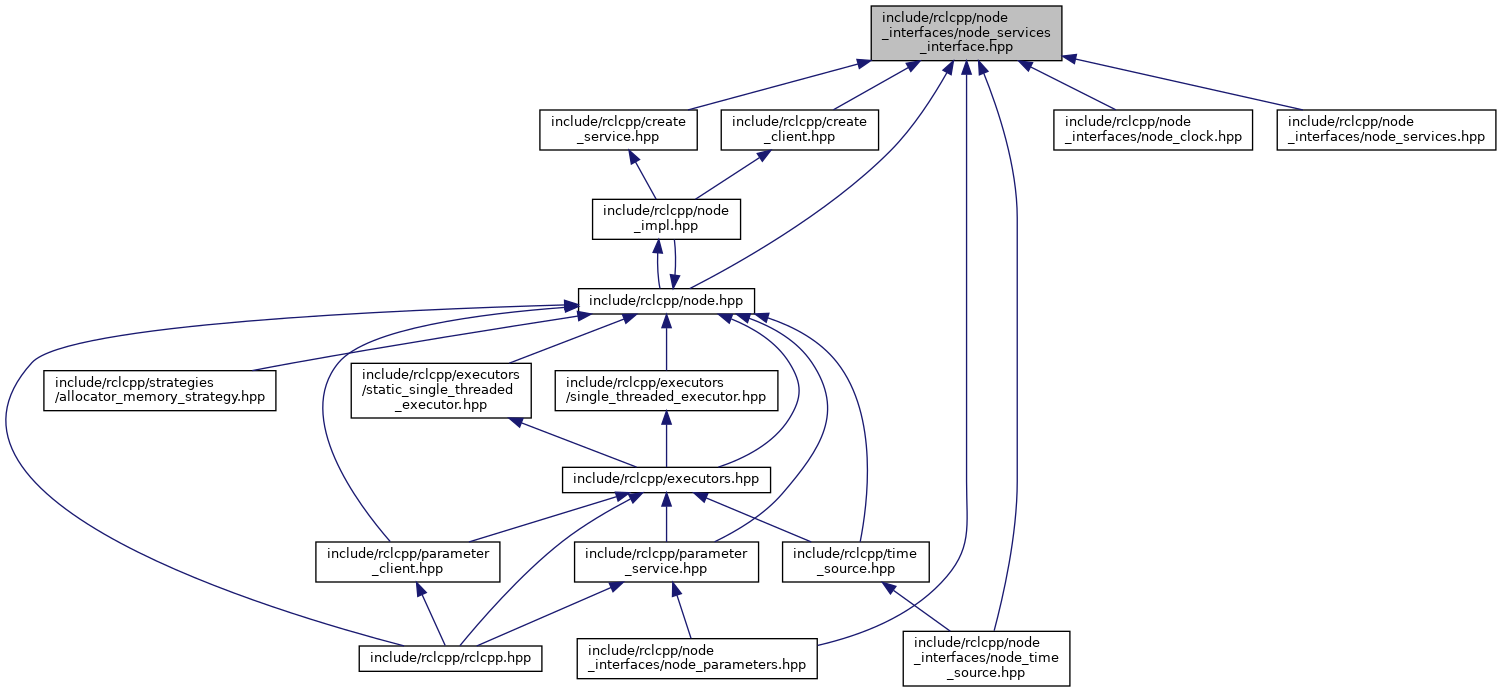 include/rclcpp/node
_interfaces/node_services
_interface.hpp
include/rclcpp/create
_service.hpp
include/rclcpp/create
_client.hpp
include/rclcpp/node
_interfaces/node_clock.hpp
include/rclcpp/node
_interfaces/node_services.hpp
include/rclcpp/node
_impl.hpp
include/rclcpp/node.hpp
include/rclcpp/strategies
/allocator_memory_strategy.hpp
include/rclcpp/executors
/static_single_threaded
_executor.hpp
include/rclcpp/executors
/single_threaded_executor.hpp
include/rclcpp/executors.hpp
include/rclcpp/parameter
_client.hpp
include/rclcpp/parameter
_service.hpp
include/rclcpp/time
_source.hpp
include/rclcpp/rclcpp.hpp
include/rclcpp/node
_interfaces/node_parameters.hpp
include/rclcpp/node
_interfaces/node_time
_source.hpp